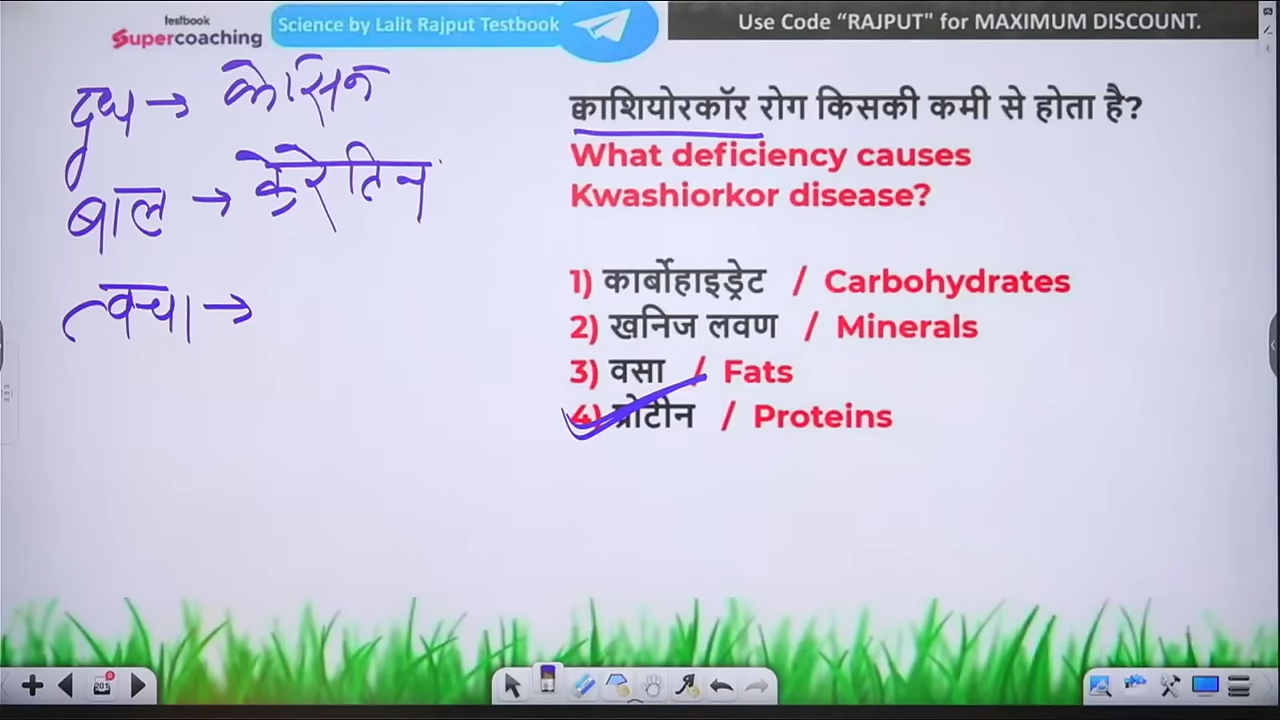 testbook
Supercoaching
Science by Lalit Rajput Testbook
Use Code “RAJPUT" for MAXIMUM DISCOUNT.
दूध → केसिन
बाल → केरेटिन
त्वचा →
क्वाशियोरकॉर रोग किसकी कमी से होता है?
What deficiency causes
Kwashiorkor disease?
1) कार्बोहाइड्रेट / Carbohydrates
2) खनिज लवण / Minerals
3) वसा / Fats
4) प्रोटीन / Proteins
201